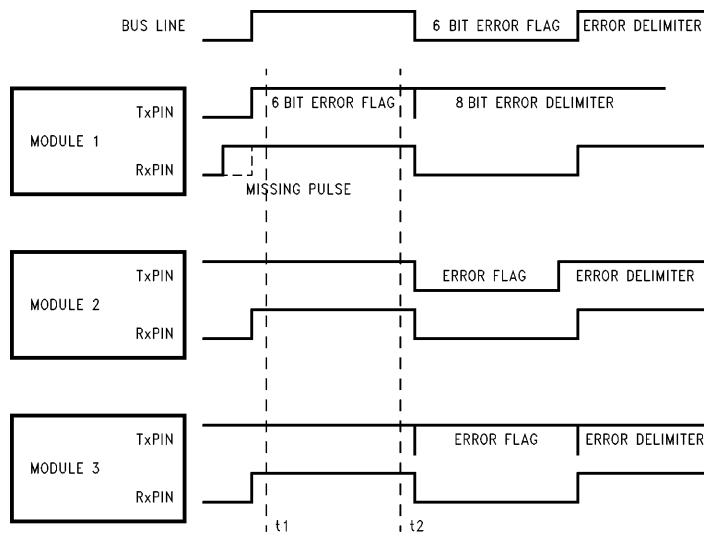 BUS LINE
6 BIT ERROR FLAG
ERROR DELIMITER
MODULE 1
TxPIN
6 BIT ERROR FLAG
8 BIT ERROR DELIMITER
RxPIN
MISSING PULSE
MODULE 2
TxPIN
ERROR FLAG
ERROR DELIMITER
RxPIN
MODULE 3
TxPIN
ERROR FLAG
ERROR DELIMITER
RxPIN
t1
t2